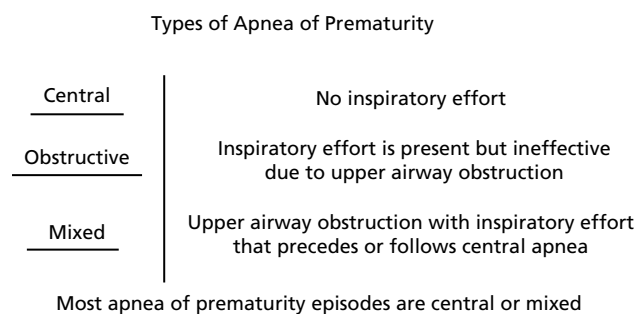 Types of Apnea of Prematurity
Central
No inspiratory effort
Obstructive
Inspiratory effort is present but ineffective
due to upper airway obstruction
Mixed
Upper airway obstruction with inspiratory effort
that precedes or follows central apnea
Most apnea of prematurity episodes are central or mixed